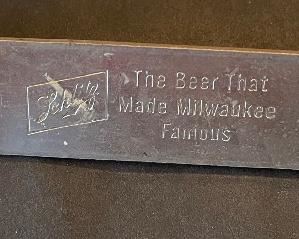 Schlitz
The Beer That
Made Milwaukee
Famous